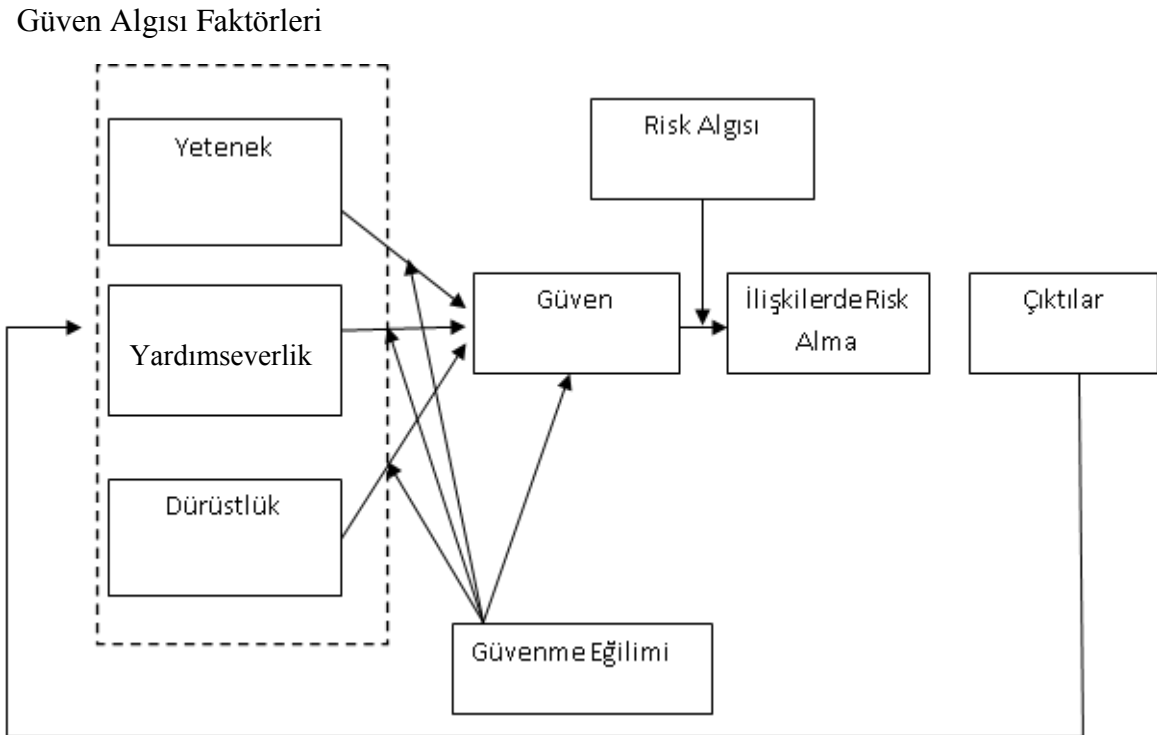 Güven Algısı Faktörleri
Yetenek
Yardımseverlik
Dürüstlük
Risk Algısı
Güven
İlişkilerde Risk
Alma
Çıktılar
Güvenme Eğilimi